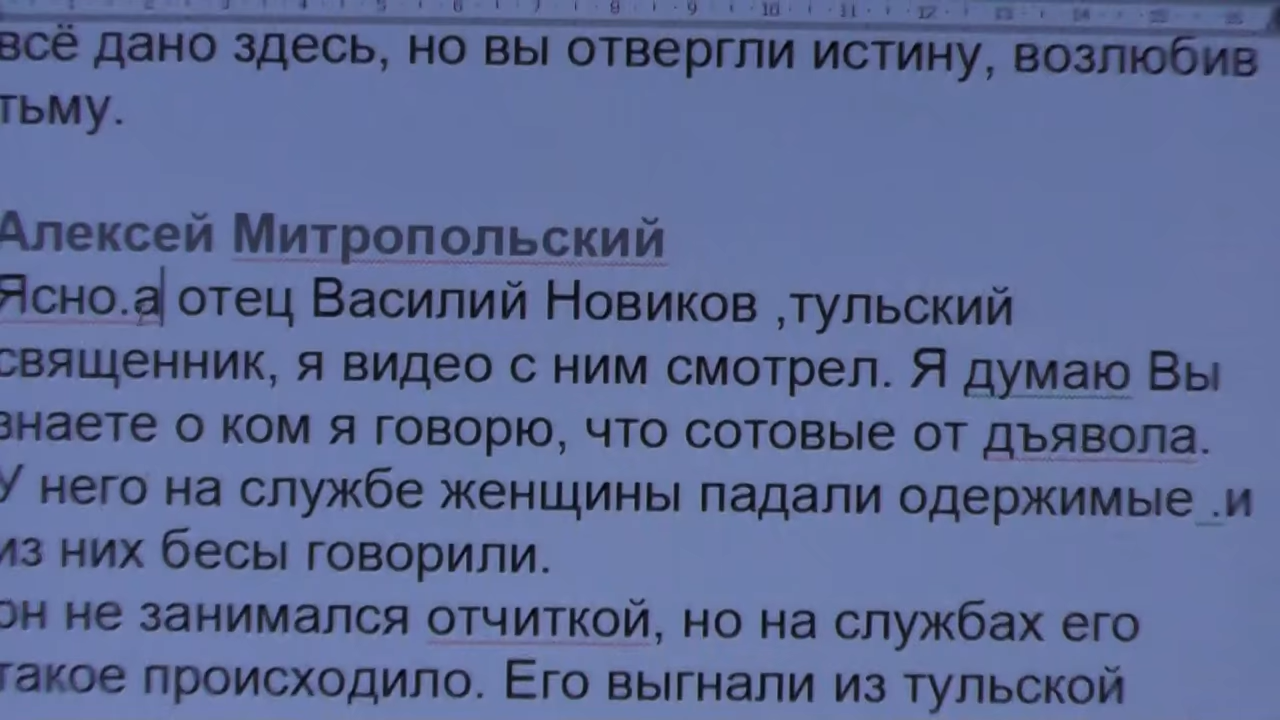 всё дано здесь, но вы отвергли истину, возлюбив
тьму.
Алексей Митропольский
Ясно.а отец Василий Новиков ,тульский
священник, я видео с ним смотрел. Я думаю Вы
знаете о ком я говорю, что сотовые от дъявола.
У него на службе женщины падали одержимые .и
из них бесы говорили.
он не занимался отчиткой, но на службах его
такое происходило. Его выгнали из тульской